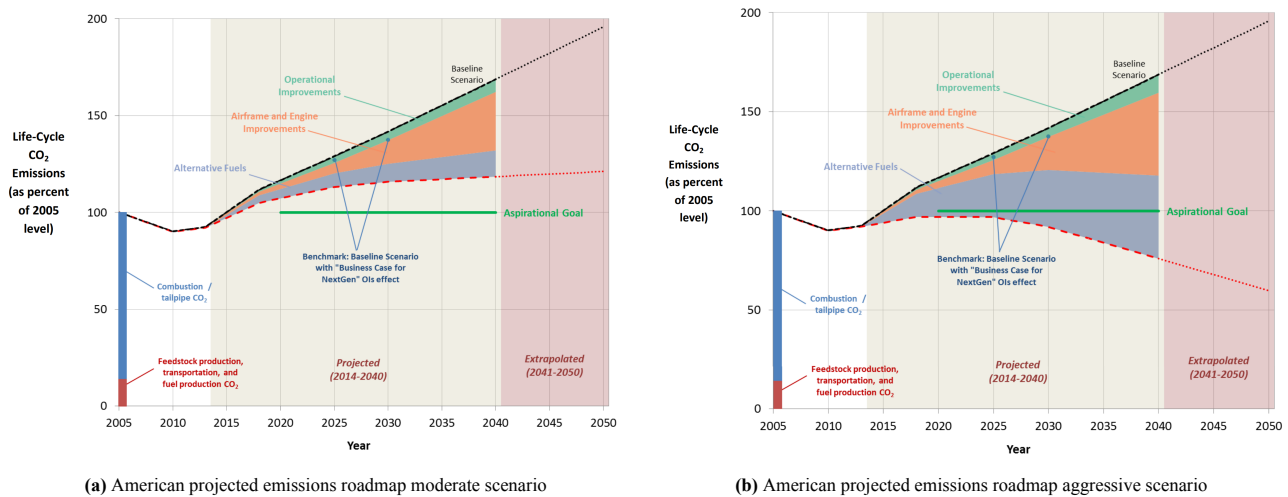 200
150
100
50
0
Life-Cycle
CO2
Emissions
(as percent
of 2005
level)
Baseline
Scenario
Operational
Improvements
Airframe and Engine
Improvements
Alternative Fuels
Aspirational Goal
Benchmark: Baseline Scenario
with "Business Case for
NextGen" OIs effect
Combustion /
tailpipe CO2
Feedstock production,
transportation, and
fuel production CO2
Projected
(2014-2040)
Extrapolated
(2041-2050)
2005 2010 2015 2020 2025 2030 2035 2040 2045 2050
Year
(a) American projected emissions roadmap moderate scenario
200
150
100
50
0
Life-Cycle
CO2
Emissions
(as percent
of 2005
level)
Baseline
Scenario
Operational
Improvements
Airframe and Engine
Improvements
Alternative Fuels
Aspirational Goal
Benchmark: Baseline Scenario
with "Business Case for
NextGen" OIs effect
Combustion /
tailpipe CO2
Feedstock production,
transportation, and
fuel production CO2
Projected
(2014-2040)
Extrapolated
(2041-2050)
2005 2010 2015 2020 2025 2030 2035 2040 2045 2050
Year
(b) American projected emissions roadmap aggressive scenario